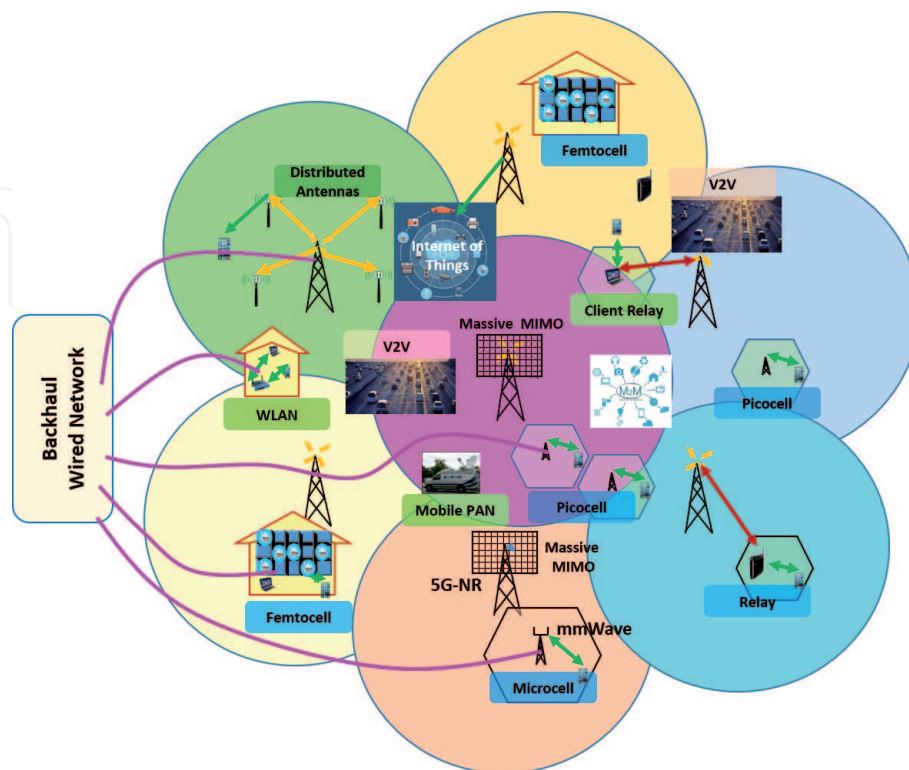 Femtocell
Distributed
Antennas
V2V
Internet of
Things
Client Relay
Massive MIMO
V2V
M2M
Backhaul
Wired Network
WLAN
Picocell
Mobile PAN
Picocell
Massive
MIMO
5G-NR
Femtocell
Relay
mmWave
Microcell